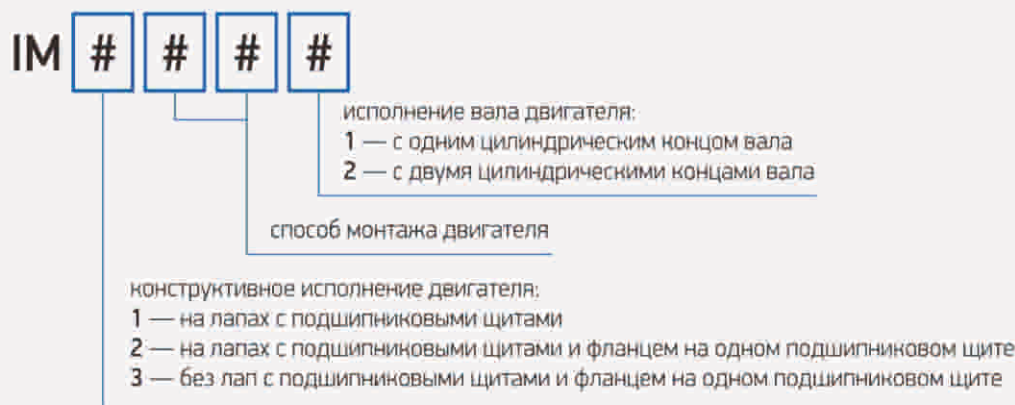 IM # # # #
исполнение вала двигателя:
1 — с одним цилиндрическим концом вала
2 — с двумя цилиндрическими концами вала
способ монтажа двигателя
конструктивное исполнение двигателя:
1 — на лапах с подшипниковыми щитами
2 — на лапах с подшипниковыми щитами и фланцем на одном подшипниковом щите
3 — без лап с подшипниковыми щитами и фланцем на одном подшипниковом щите